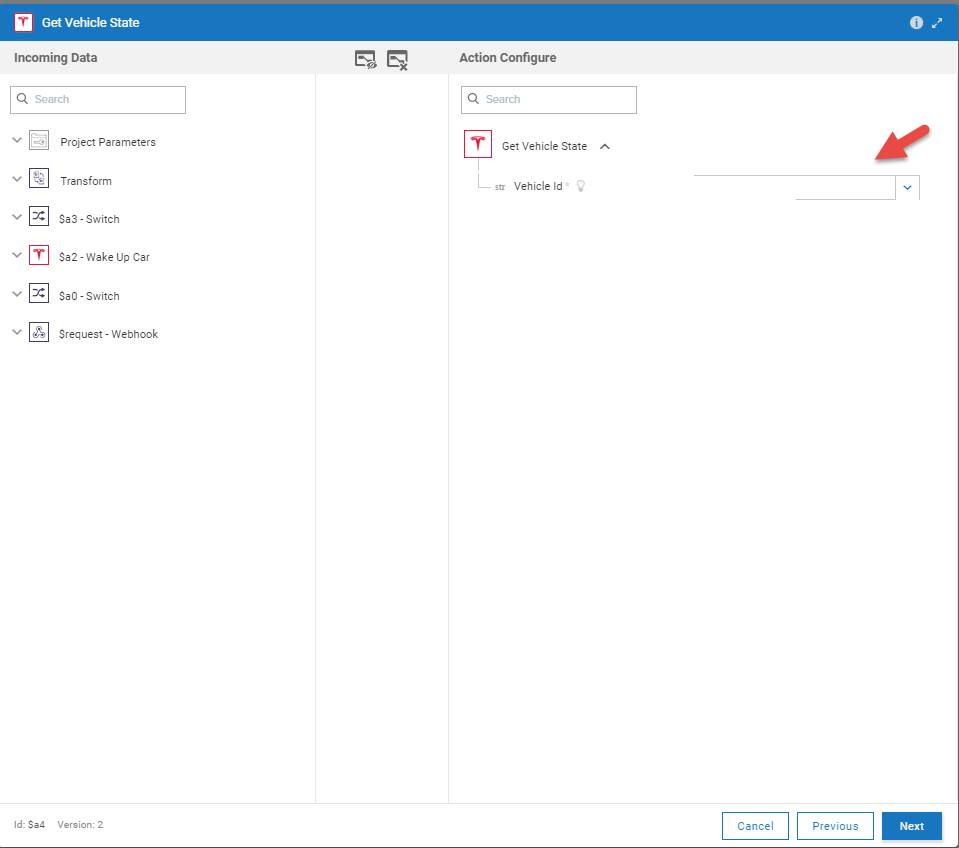 Get Vehicle State
Incoming Data
Action Configure
Search
Search
Project Parameters
Transform
$a3 - Switch
$a2 - Wake Up Car
$a0 - Switch
$request - Webhook
Get Vehicle State
str Vehicle Id *
Id: $a4 Version: 2
Cancel Previous Next